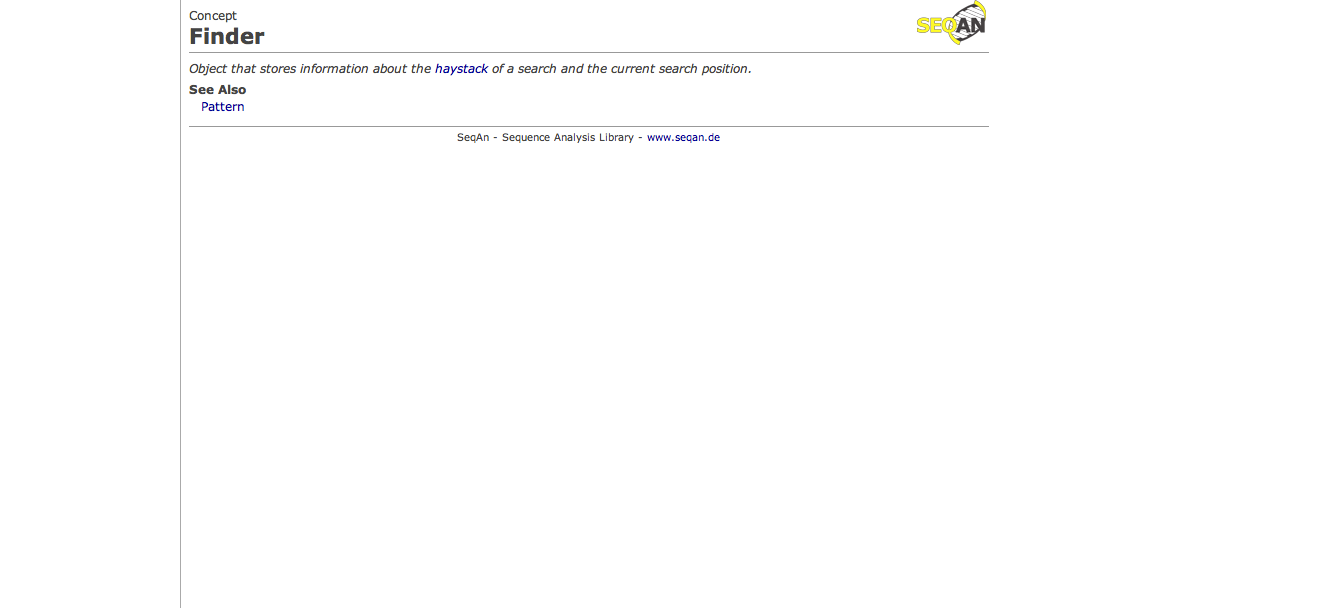 Concept
SEQAN
Finder
Object that stores information about the haystack of a search and the current search position.
See Also
Pattern
SeqAn - Sequence Analysis Library - www.seqan.de